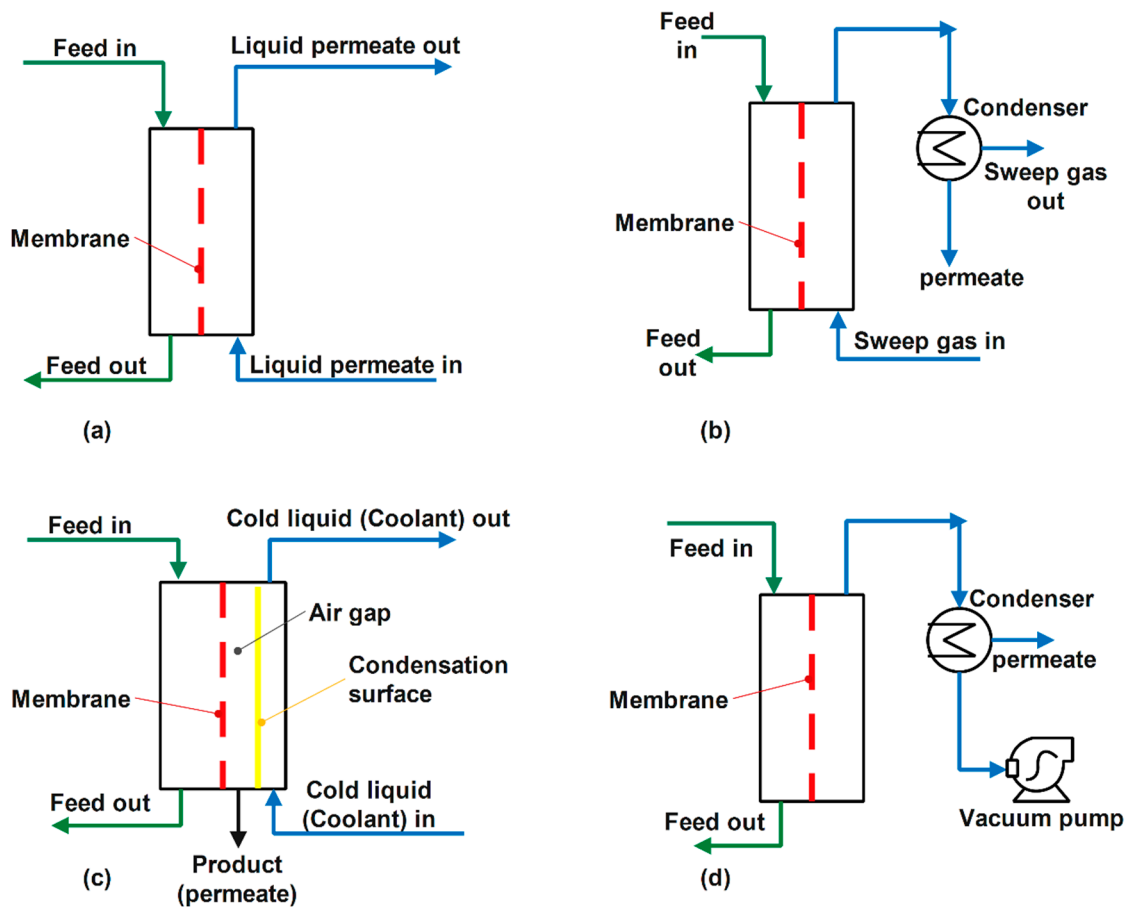 Feed in
Liquid permeate out
Membrane
Feed out
Liquid permeate in
(a)
Feed
in
Condenser
Sweep gas
out
Membrane
permeate
Feed
out
Sweep gas in
(b)
Feed in
Cold liquid (Coolant) out
Air gap
Condensation
surface
Membrane
Feed out
Cold liquid
(Coolant) in
Product
(permeate)
(c)
Feed in
Condenser
permeate
Membrane
Feed out
Vacuum pump
(d)